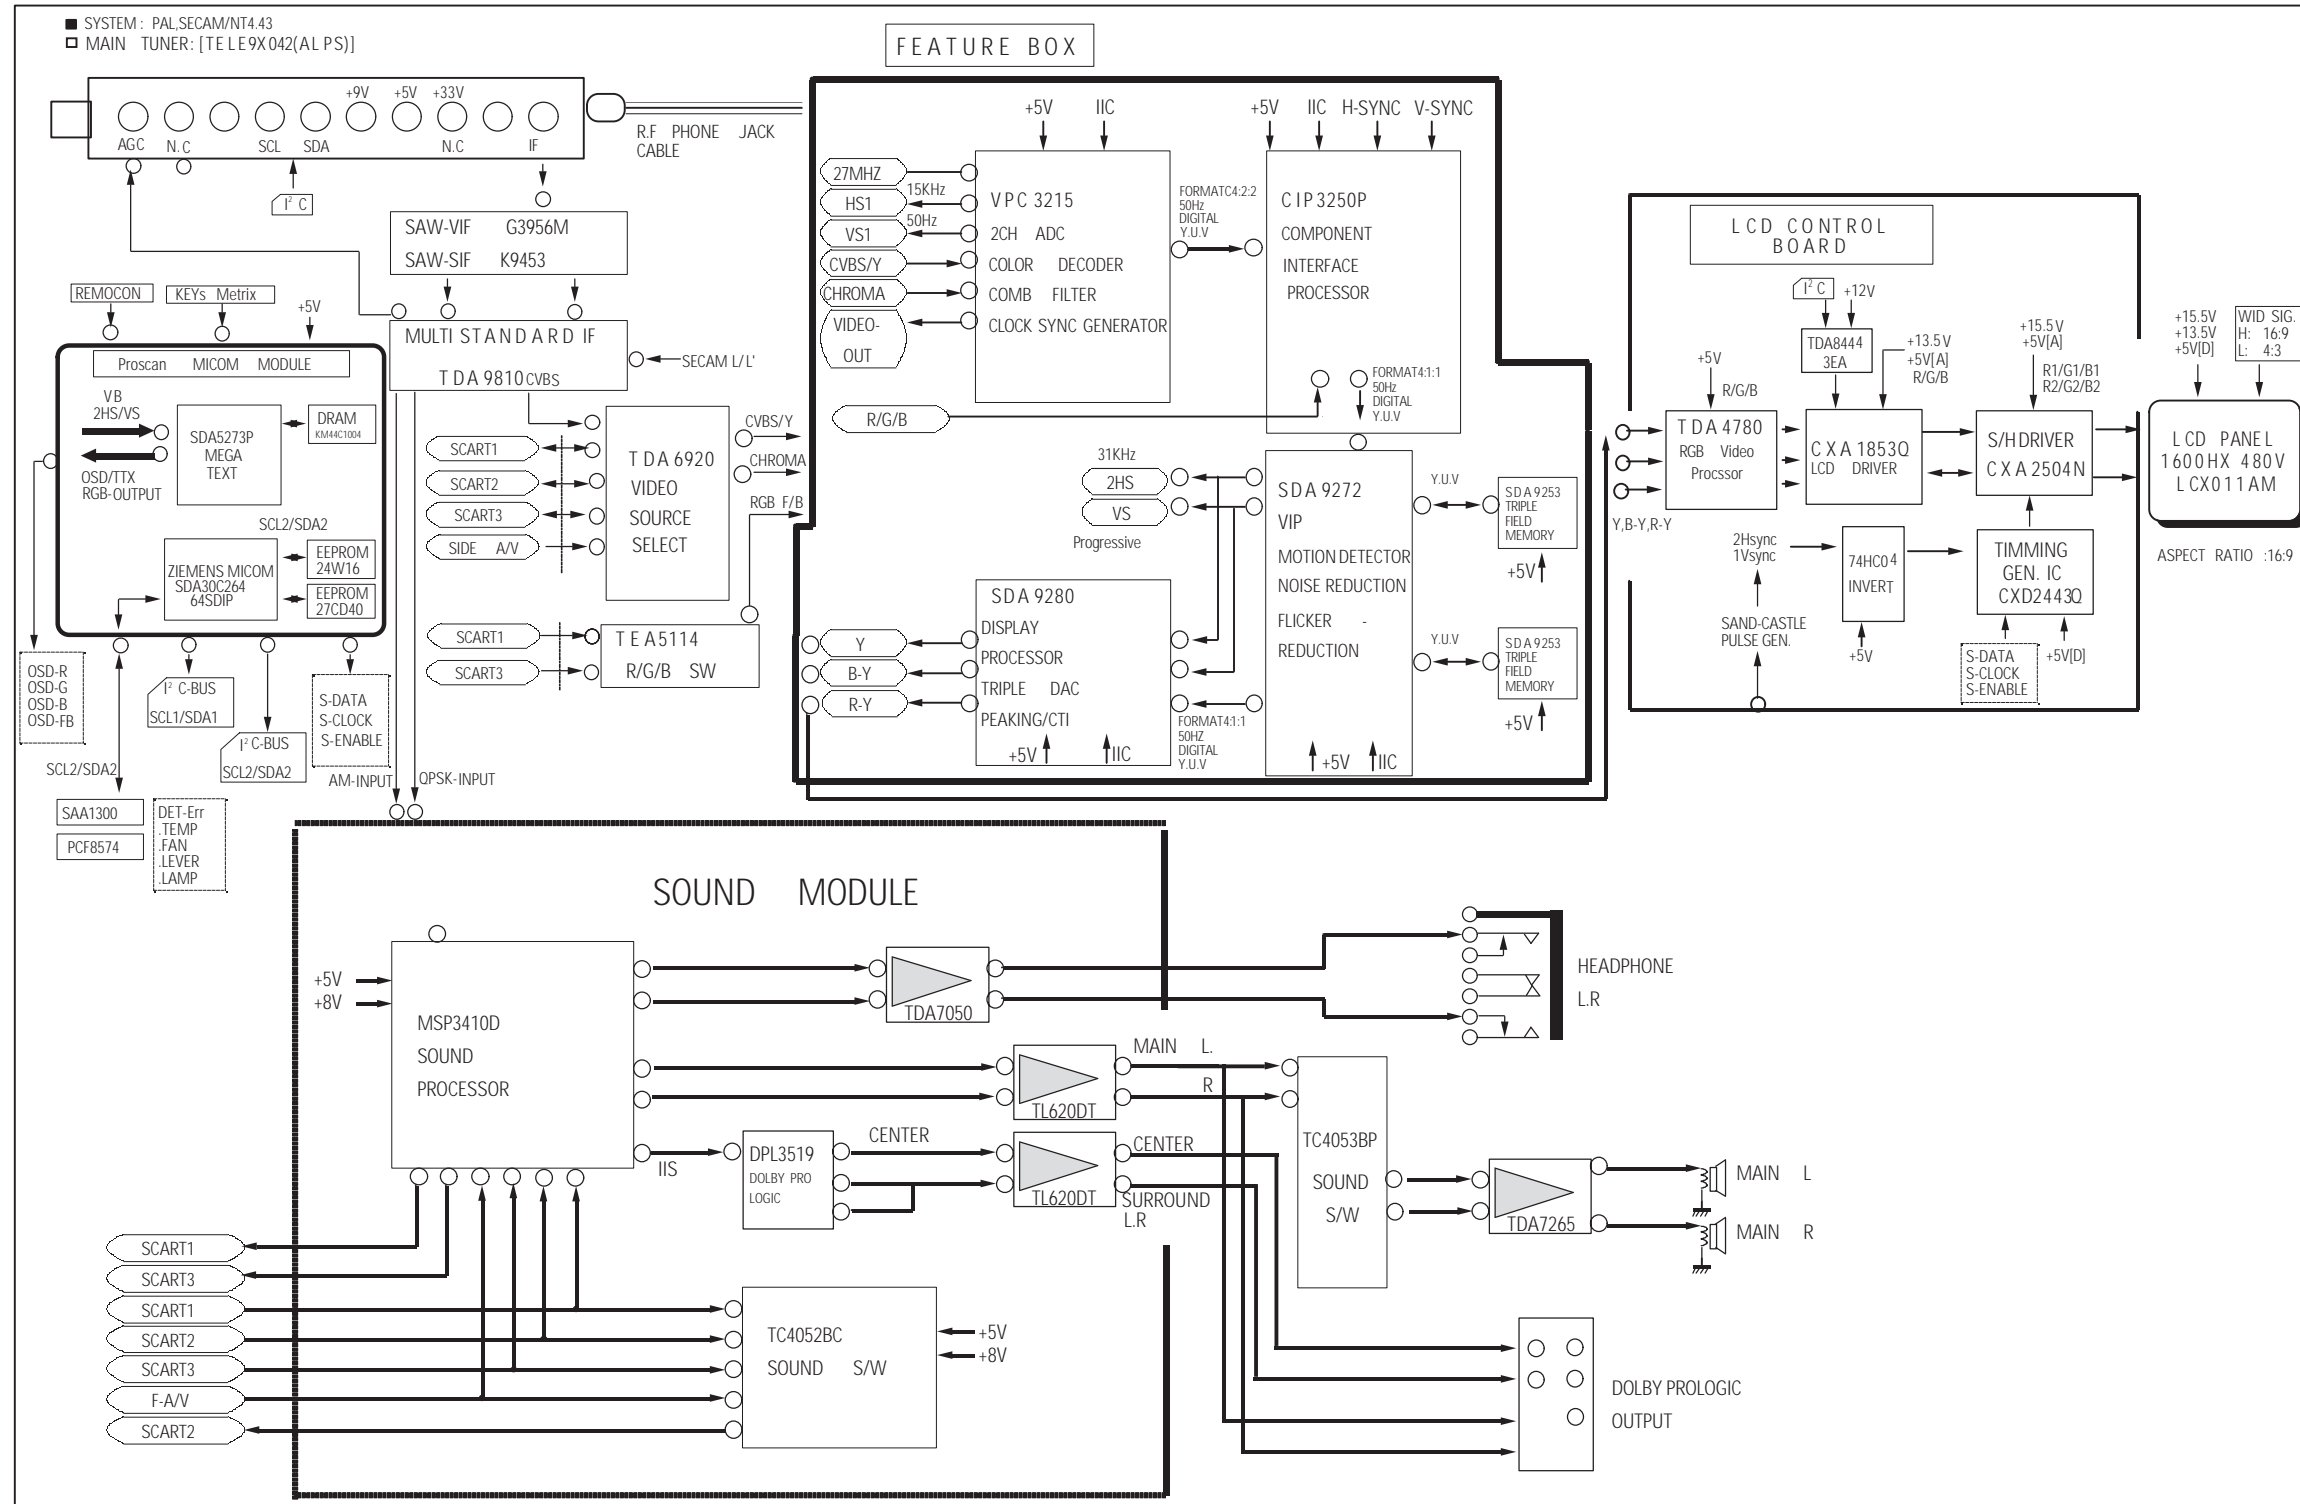 SYSTEM : PAL,SECAM/NT4.43
MAIN TUNER: [TELE9X042(ALPS)]
FEATURE BOX
+9V +5V +33V
AGC N.C SCL SDA N.C IF
R.F PHONE JACK
CABLE
I² C
SAW-VIF G3956M
SAW-SIF K9453
REMOCON
KEYs Metrix
+5V
MULTI STANDARD IF
TDA 9810 CVBS
SECAM L/L'
Proscan MICOM MODULE
VB
2HS/VS
OSD/TTX
RGB-OUTPUT
SDA5273P
MEGA
TEXT
DRAM
KM44C1004
SCL2/SDA2
ZIEMENS MICOM
SDA30C264
64SDIP
EEPROM
24W16
EEPROM
27CD40
OSD-R
OSD-G
OSD-B
OSD-FB
I² C-BUS
SCL1/SDA1
I² C-BUS
SCL2/SDA2
S-DATA
S-CLOCK
S-ENABLE
SCL2/SDA2
SAA1300
PCF8574
DET-Err
.TEMP
.FAN
.LEVER
.LAMP
AM-INPUT
QPSK-INPUT
SCART1
SCART2
SCART3
SIDE A/V
TDA 6920
VIDEO
SOURCE
SELECT
CVBS/Y
CHROMA
RGB F/B
SCART1
SCART3
TEA5114
R/G/B SW
+5V IIC
27MHZ
HS1
15KHz
VS1
50Hz
CVBS/Y
CHROMA
VIDEO-
OUT
R/G/B
VPC 3215
2CH ADC
COLOR DECODER
COMB FILTER
CLOCK SYNC GENERATOR
FORMATC4:2:2
50Hz
DIGITAL
Y.U.V
+5V IIC H-SYNC V-SYNC
CIP3250P
COMPONENT
INTERFACE
PROCESSOR
FORMAT4:1:1
50Hz
DIGITAL
Y.U.V
31KHz
2HS
VS
Progressive
SDA 9272
VIP
MOTION DETECTOR
NOISE REDUCTION
FLICKER -
REDUCTION
+5V IIC
Y.U.V
SDA 9253
TRIPLE
FIELD
MEMORY
+5V
Y.U.V
SDA 9253
TRIPLE
FIELD
MEMORY
+5V
SDA 9280
DISPLAY
PROCESSOR
TRIPLE DAC
PEAKING/CTI
+5V IIC
Y
B-Y
R-Y
FORMAT4:1:1
50HZ
DIGITAL
Y.U.V
LCD CONTROL
BOARD
I² C +12V
TDA8444
3EA
+5V
R/G/B
+13.5V
+5V[A]
R/G/B
+15.5V
+5V[A]
R1/G1/B1
R2/G2/B2
+15.5V
+13.5V
+5V[D]
WID SIG.
H: 16:9
L: 4:3
TDA 4780
RGB Video
Procssor
CXA 1853Q
LCD DRIVER
S/H DRIVER
CXA 2504N
LCD PANEL
1600HX 480V
LCX011AM
ASPECT RATIO :16:9
Y,B-Y,R-Y
2Hsync
1Vsync
74HC04
INVERT
+5V
TIMMING
GEN. IC
CXD2443Q
SAND-CASTLE
PULSE GEN.
S-DATA
S-CLOCK
S-ENABLE
+5V[D]
SOUND MODULE
+5V
+8V
MSP3410D
SOUND
PROCESSOR
TDA7050
HEADPHONE
L.R
TL620DT
MAIN L.
R
IIS
DPL3519
DOLBY PRO
LOGIC
CENTER
TL620DT
CENTER
SURROUND
L.R
TC4053BP
SOUND
S/W
TDA7265
MAIN L
MAIN R
SCART1
SCART3
SCART1
SCART2
SCART3
F-A/V
SCART2
TC4052BC
SOUND S/W
+5V
+8V
DOLBY PROLOGIC
OUTPUT